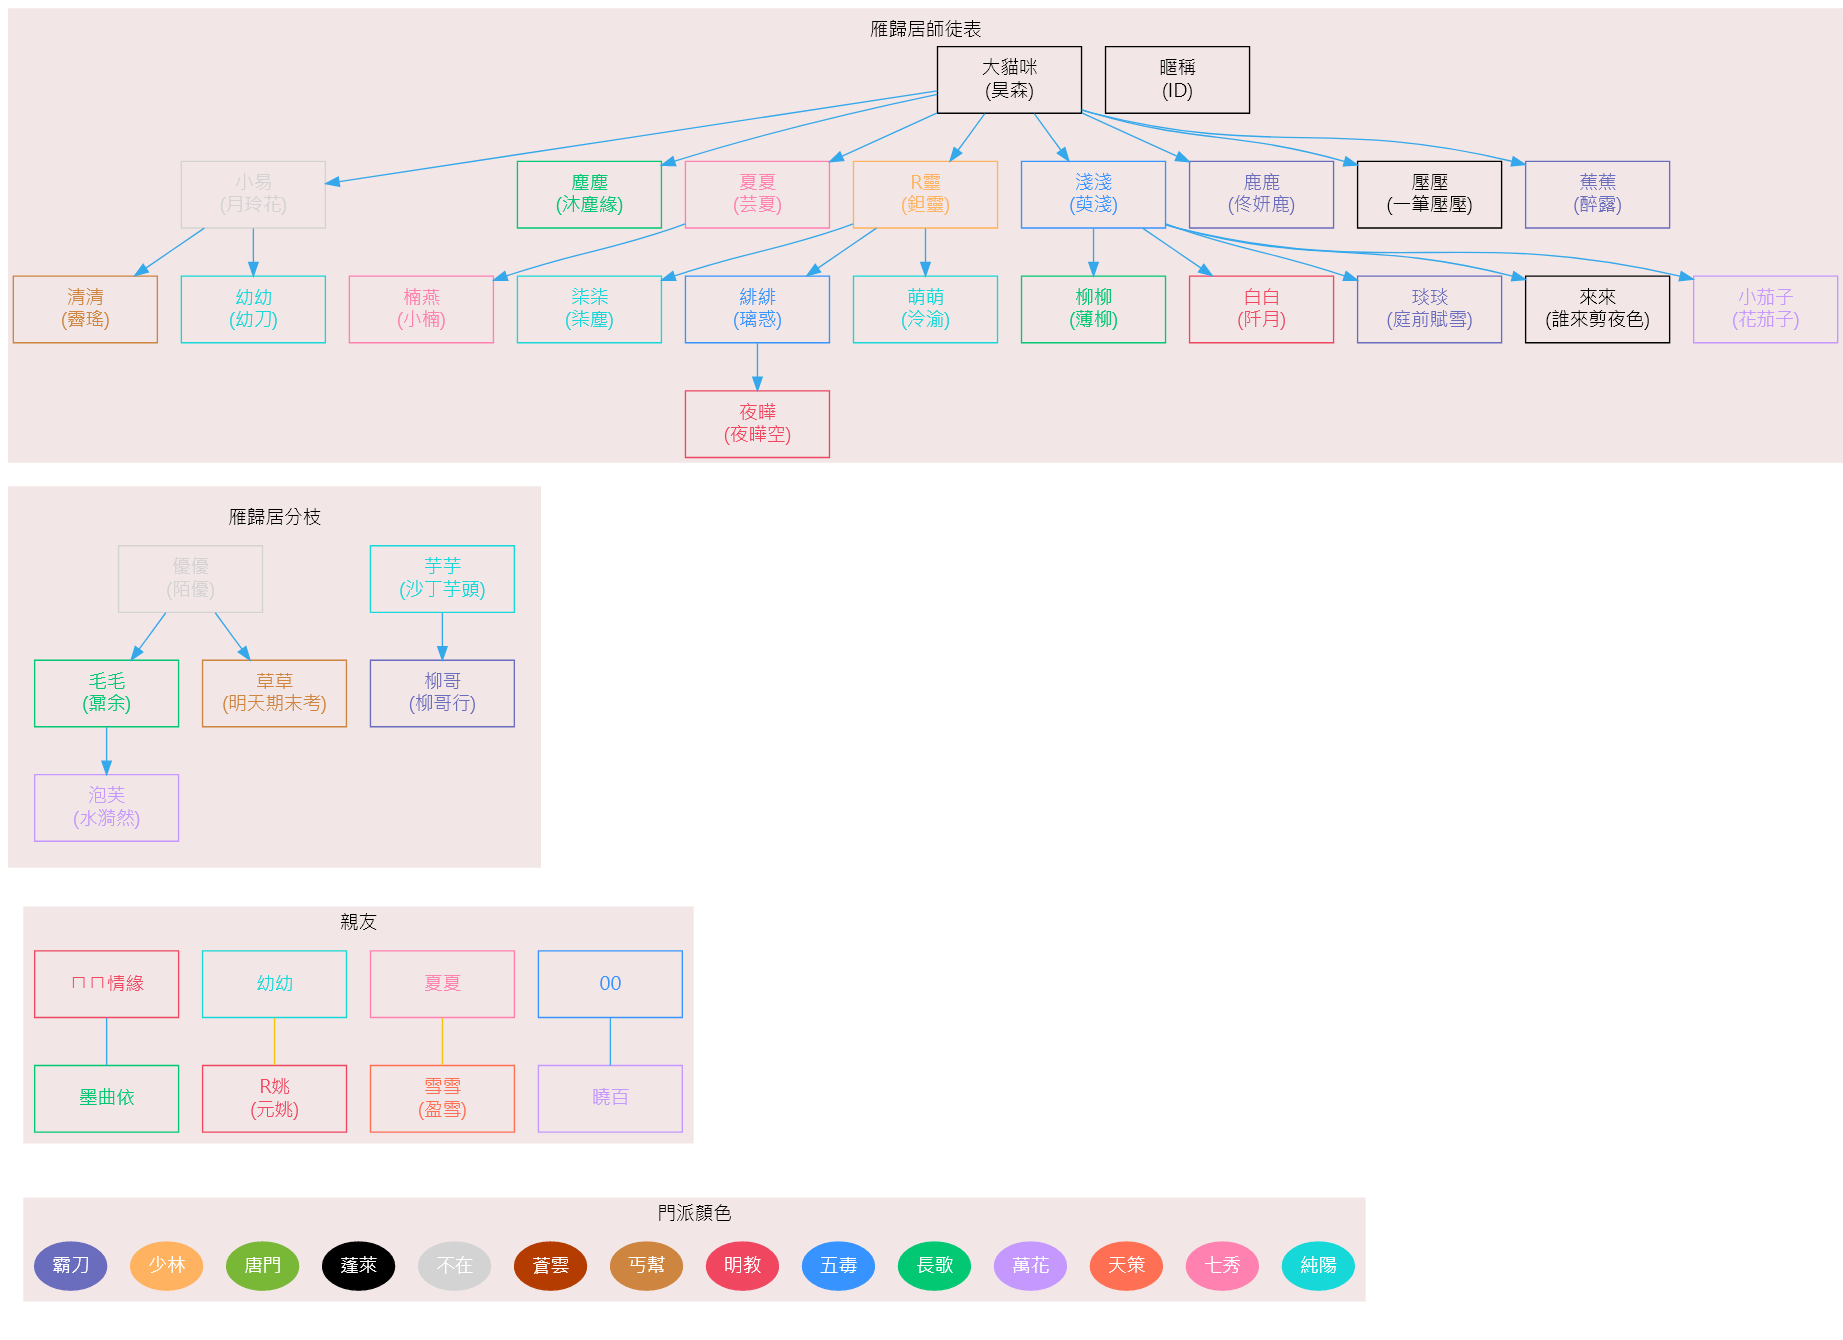 雁歸居師徒表
大貓咪
(昊森)
暱稱
(ID)
小易
(月玲花)
塵塵
(沐塵緣)
夏夏
(芸夏)
R靈
(鉭靈)
淺淺
(萸淺)
鹿鹿
(佟妍鹿)
壓壓
(一筆壓壓)
蕉蕉
(醉露)
清清
(霽瑤)
幼幼
(幼刀)
楠燕
(小楠)
柒柒
(柒塵)
緋緋
(璃惑)
萌萌
(泠渝)
柳柳
(薄柳)
白白
(阡月)
琰琰
(庭前賦雪)
來來
(誰來剪夜色)
小茄子
(花茄子)
夜曄
(夜曄空)
雁歸居分枝
優優
(陌優)
芋芋
(沙丁芋頭)
毛毛
(鼐余)
草草
(明天期末考)
柳哥
(柳哥行)
泡芙
(水漪然)
親友
ㄇㄇ情緣
幼幼
夏夏
00
墨曲依
R姚
(元姚)
雪雪
(盈雪)
曉百
門派顏色
霸刀
少林
唐門
蓬萊
不在
蒼雲
丐幫
明教
五毒
長歌
萬花
天策
七秀
純陽